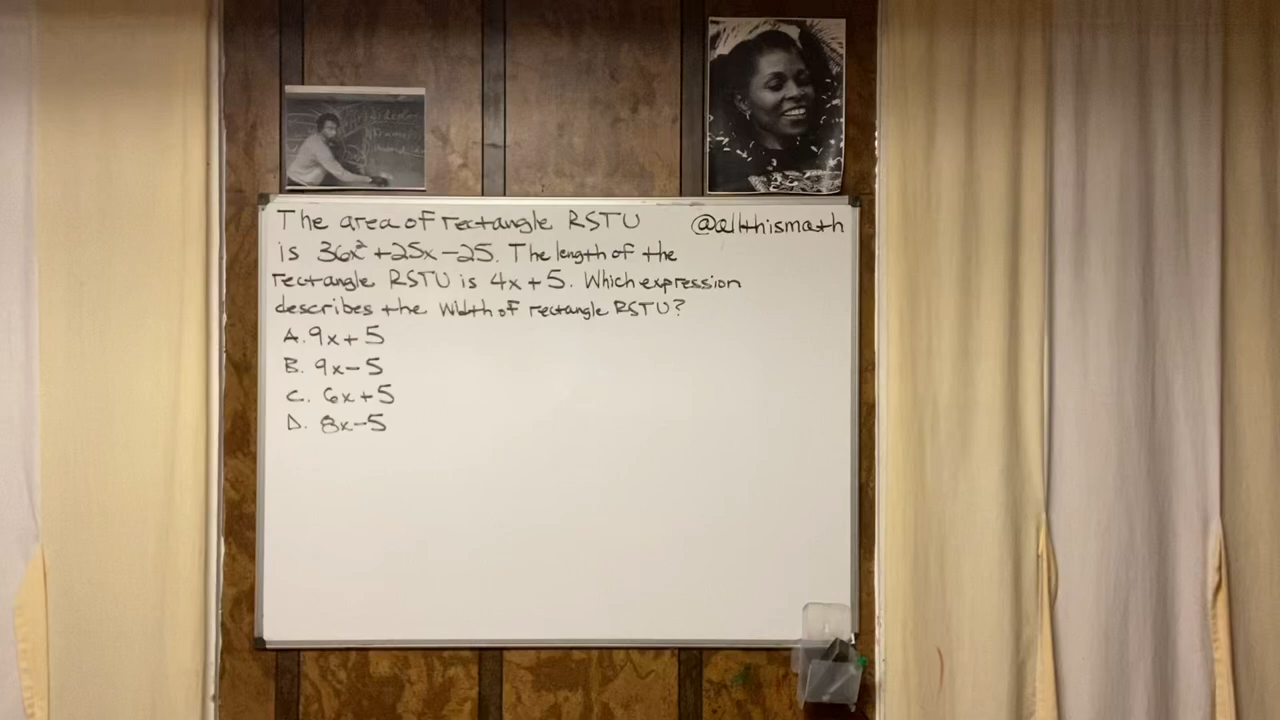 The area of rectangle RSTU @allthismath
is 36x² +25x -25. The length of the
rectangle RSTU is 4x+5. Which expression
describes the width of rectangle RSTU?
A. 9x+5
B. 9x-5
C. 6x+5
D. 8x-5